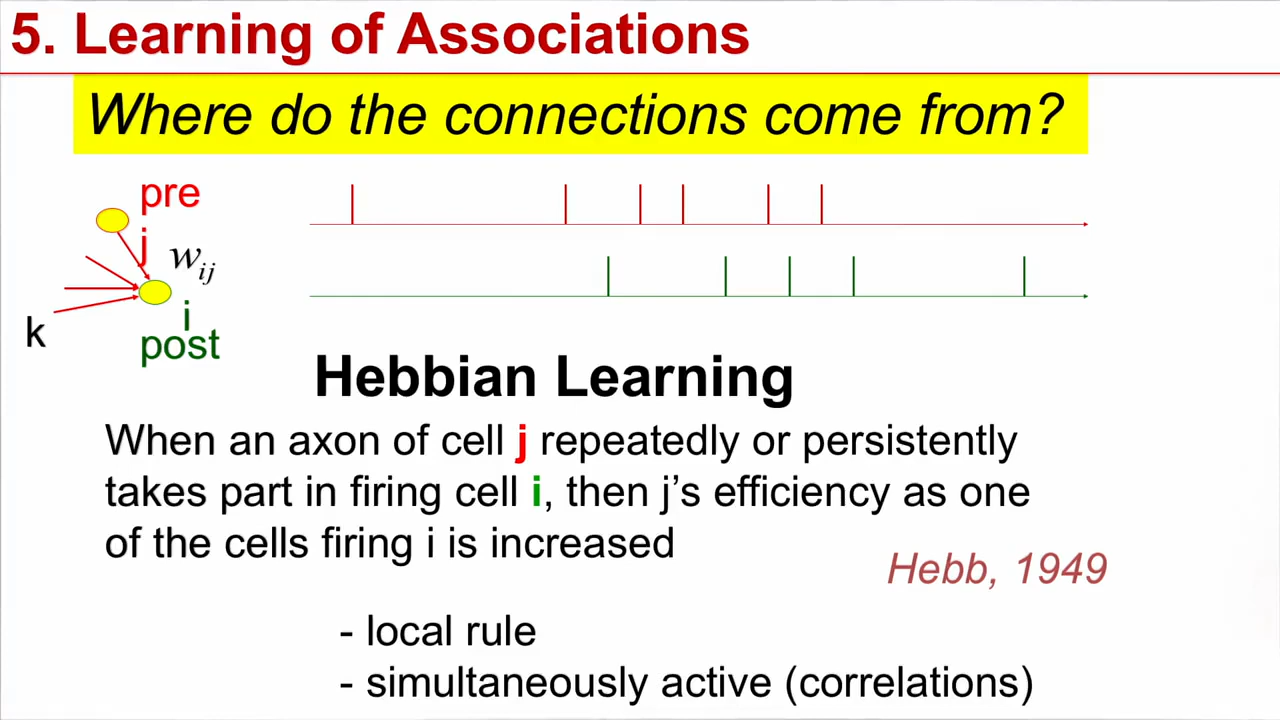 5. Learning of Associations
Where do the connections come from?
pre
j
w_ij
i
post
k
Hebbian Learning
When an axon of cell j repeatedly or persistently
takes part in firing cell i, then j’s efficiency as one
of the cells firing i is increased
Hebb, 1949
- local rule
- simultaneously active (correlations)